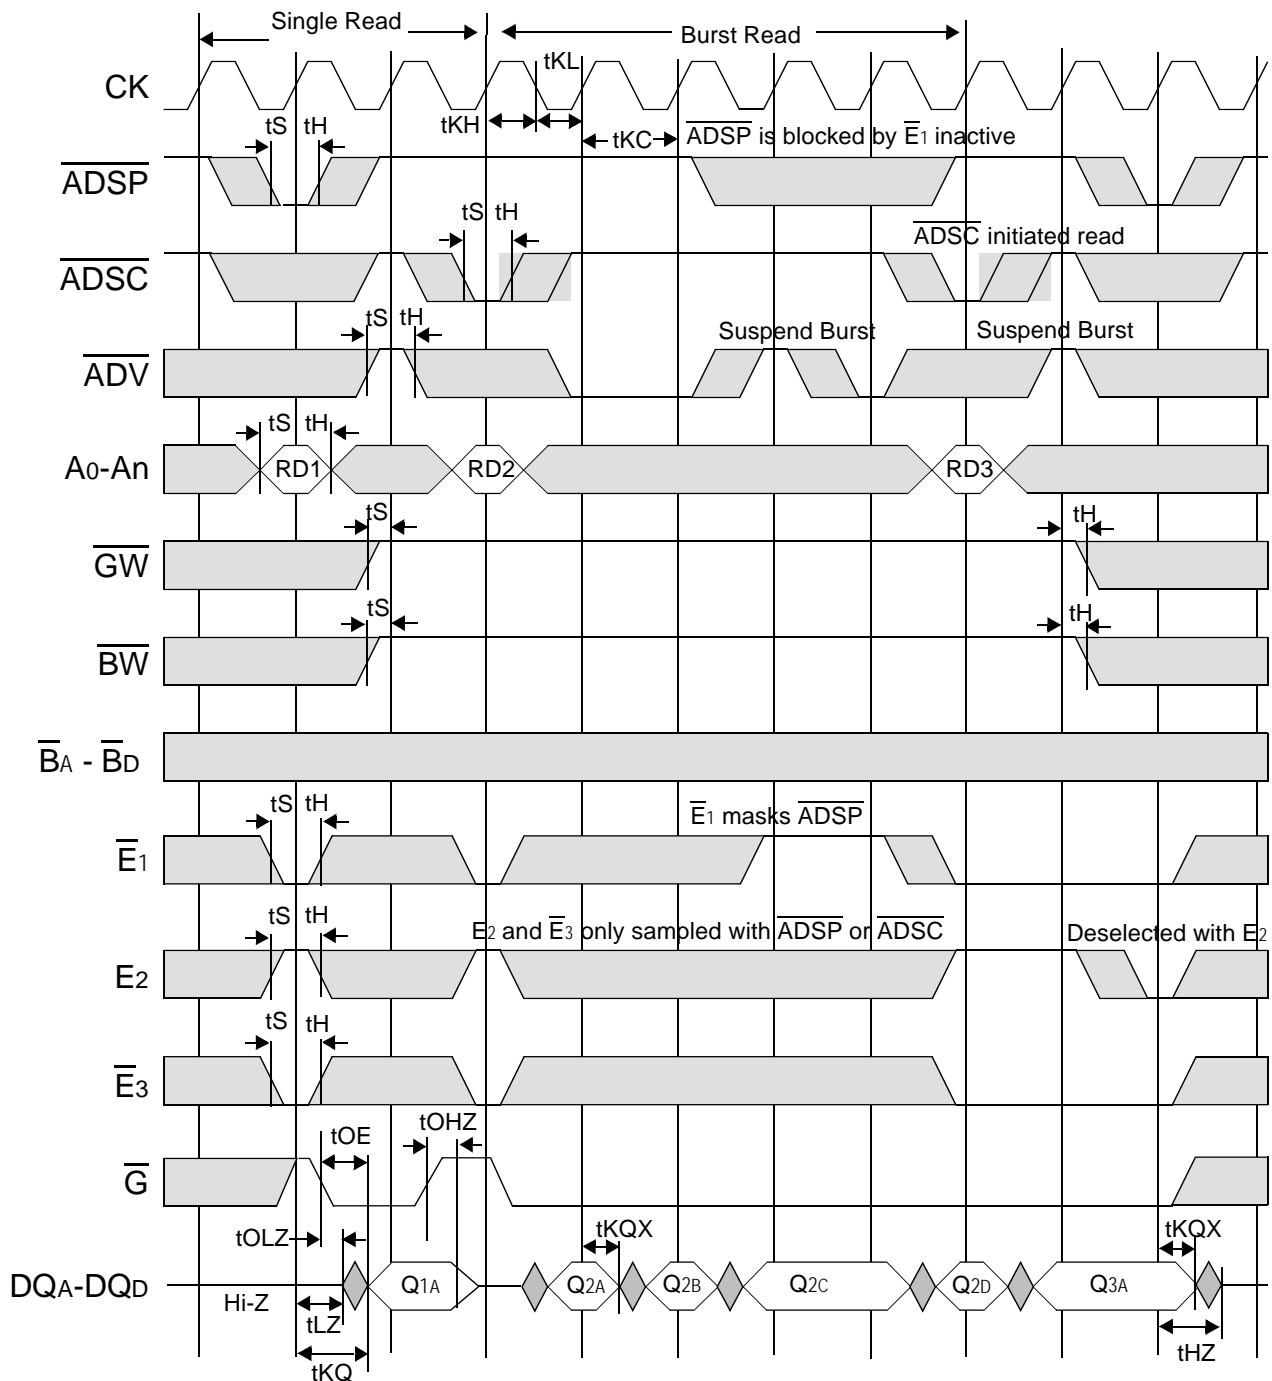 Single Read
Burst Read
tKL
CK
tS tH
tKH
tKC
ADSP is blocked by E1 inactive
ADSP
tS tH
ADSC initiated read
ADSC
tS tH
Suspend Burst
Suspend Burst
ADV
tS tH
A0-An
RD1
RD2
RD3
tS
tH
GW
tS
tH
BW
BA - BD
tS tH
E1 masks ADSP
E1
tS tH
E2 and E3 only sampled with ADSP or ADSC
Deselected with E2
E2
tS tH
E3
tOHZ
tOE
G
tOLZ
tKQX
tKQX
DQA-DQD
Q1A
Q2A
Q2B
Q2C
Q2D
Q3A
Hi-Z
tLZ
tHZ
tKQ